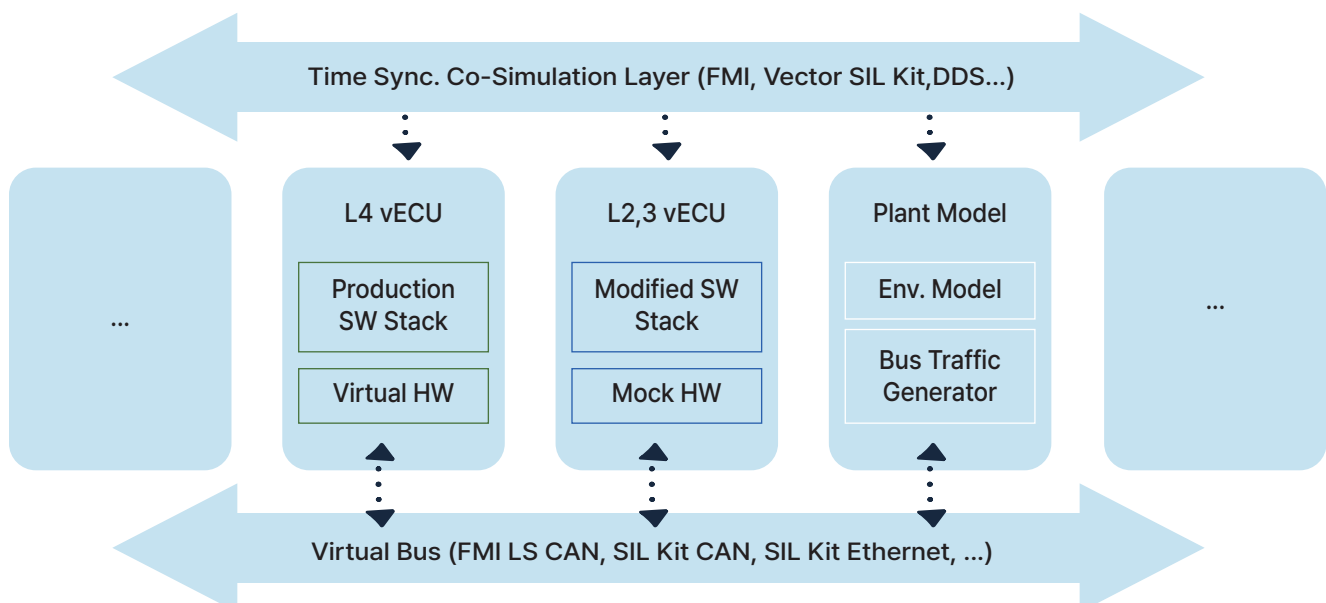 Time Sync. Co-Simulation Layer (FMI, Vector SIL Kit,DDS...)
...
L4 vECU
Production
SW Stack
Virtual HW
L2,3 vECU
Modified SW
Stack
Mock HW
Plant Model
Env. Model
Bus Traffic
Generator
...
Virtual Bus (FMI LS CAN, SIL Kit CAN, SIL Kit Ethernet, ...)